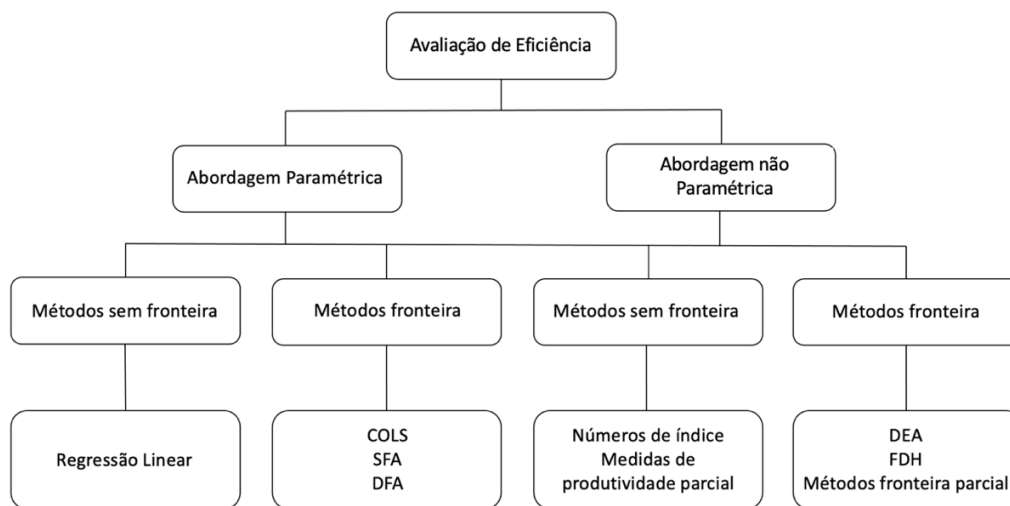 Avaliação de Eficiência
Abordagem Paramétrica
Abordagem não
Paramétrica
Métodos sem fronteira
Métodos fronteira
Métodos sem fronteira
Métodos fronteira
Regressão Linear
COLS
SFA
DFA
Números de índice
Medidas de
produtividade parcial
DEA
FDH
Métodos fronteira parcial